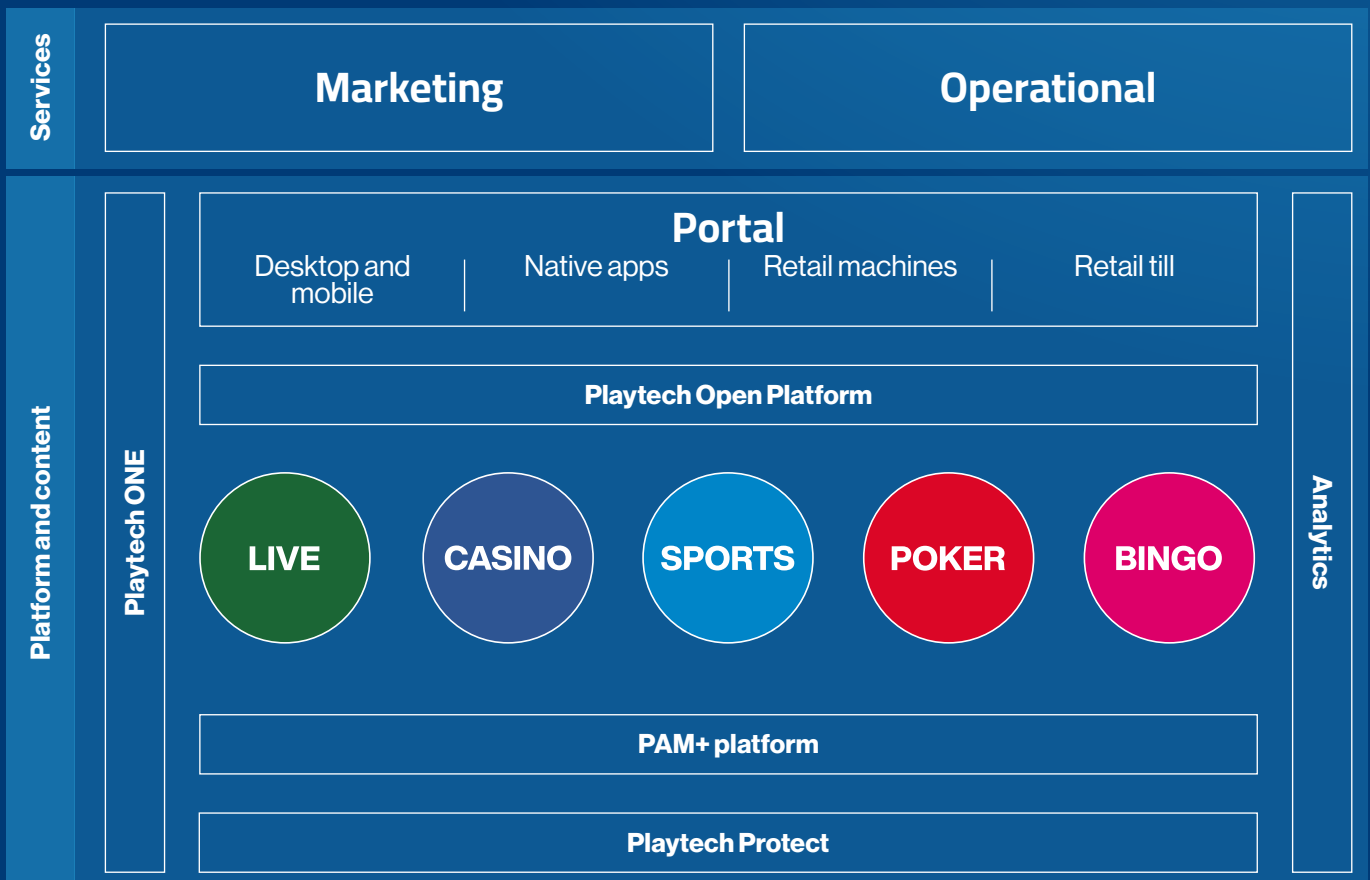 Services
Marketing
Operational
Platform and content
Playtech ONE
Portal
Desktop and
mobile
Native apps
Retail machines
Retail till
Playtech Open Platform
LIVE
CASINO
SPORTS
POKER
BINGO
Analytics
PAM+ platform
Playtech Protect